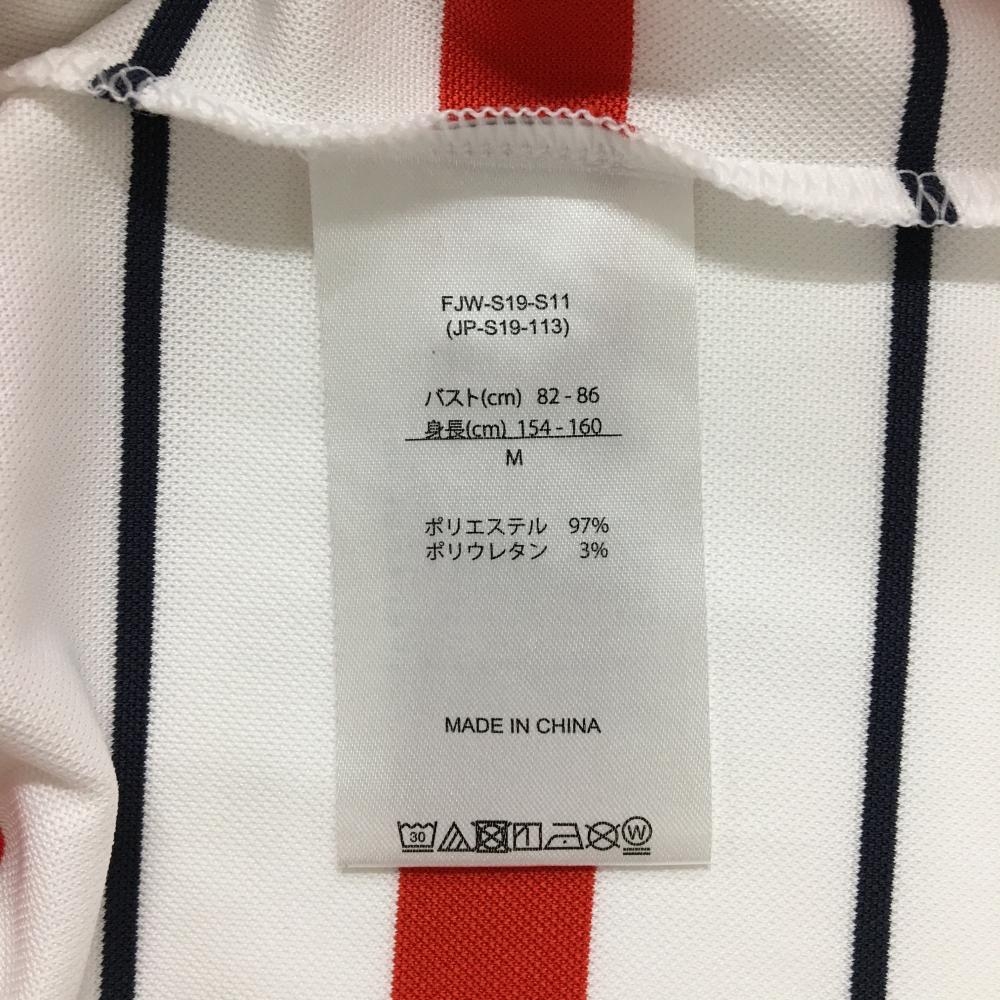 FJW-S19-S11
(JP-S19-113)
バスト(cm) 82 - 86
身長(cm) 154 - 160
M
ポリエステル 97%
ポリウレタン 3%
MADE IN CHINA
30 W